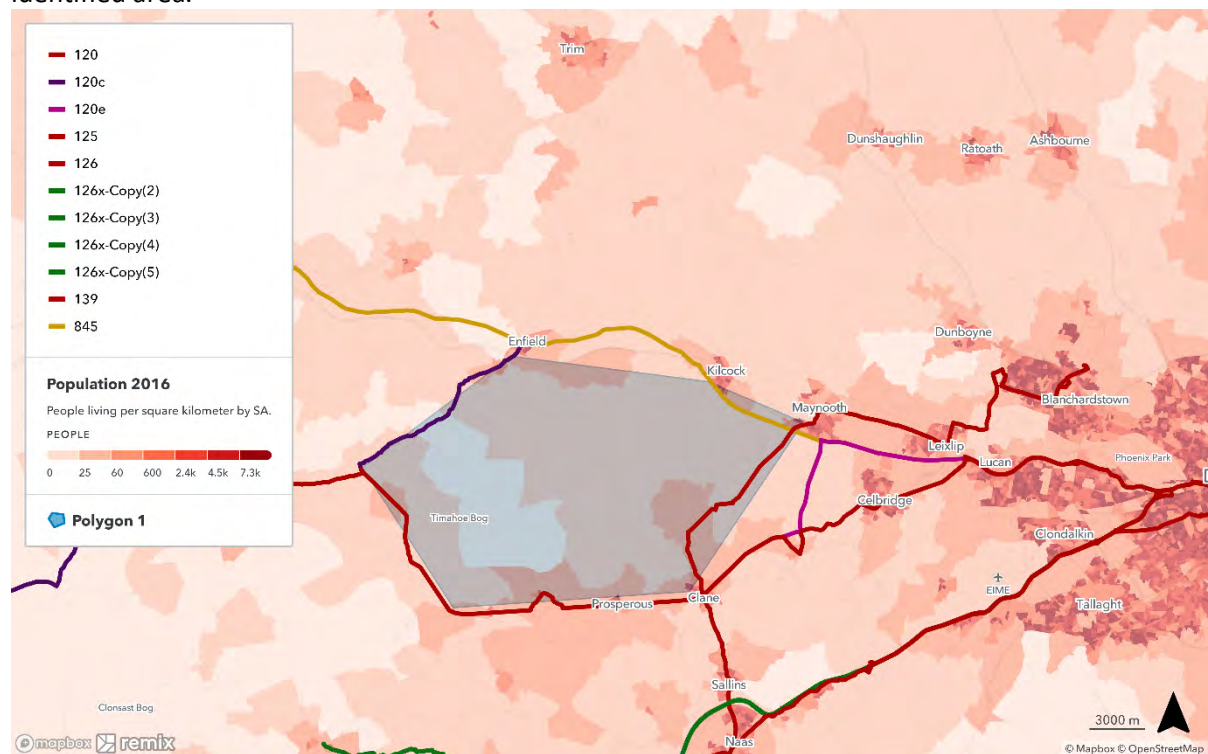 120
120c
120e
125
126
126x-Copy(2)
126x-Copy(3)
126x-Copy(4)
126x-Copy(5)
139
845
Population 2016
People living per square kilometer by SA.
PEOPLE
0 25 60 600 2.4k 4.5k 7.3k
Polygon 1
Trim
Dunshaughlin
Ratoath
Ashbourne
Enfield
Kilcock
Dunboyne
Blanchardstown
Maynooth
Leixlip
Lucan
Phoenix Park
Celbridge
Timahoe Bog
Clondalkin
EIME
Tallaght
Prosperous
Clane
Sallins
Naas
Clonsast Bog
3000 m
mapbox remix
© Mapbox © OpenStreetMap